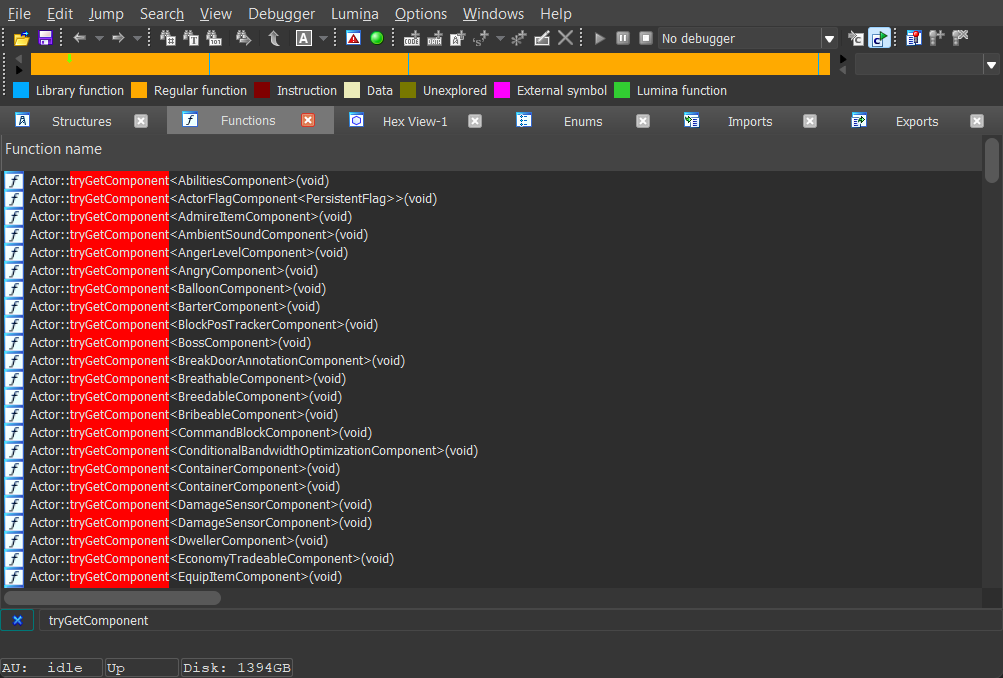 File Edit Jump Search View Debugger Lumina Options Windows Help
No debugger
Library function Regular function Instruction Data Unexplored External symbol Lumina function
Structures Functions Hex View-1 Enums Imports Exports
Function name
Actor::tryGetComponent<AbilitiesComponent>(void)
Actor::tryGetComponent<ActorFlagComponent<PersistentFlag>>(void)
Actor::tryGetComponent<AdmireItemComponent>(void)
Actor::tryGetComponent<AmbientSoundComponent>(void)
Actor::tryGetComponent<AngerLevelComponent>(void)
Actor::tryGetComponent<AngryComponent>(void)
Actor::tryGetComponent<BalloonComponent>(void)
Actor::tryGetComponent<BarterComponent>(void)
Actor::tryGetComponent<BlockPosTrackerComponent>(void)
Actor::tryGetComponent<BossComponent>(void)
Actor::tryGetComponent<BreakDoorAnnotationComponent>(void)
Actor::tryGetComponent<BreathableComponent>(void)
Actor::tryGetComponent<BreedableComponent>(void)
Actor::tryGetComponent<BribeableComponent>(void)
Actor::tryGetComponent<CommandBlockComponent>(void)
Actor::tryGetComponent<ConditionalBandwidthOptimizationComponent>(void)
Actor::tryGetComponent<ContainerComponent>(void)
Actor::tryGetComponent<ContainerComponent>(void)
Actor::tryGetComponent<DamageSensorComponent>(void)
Actor::tryGetComponent<DamageSensorComponent>(void)
Actor::tryGetComponent<DwellerComponent>(void)
Actor::tryGetComponent<EconomyTradeableComponent>(void)
Actor::tryGetComponent<EquipItemComponent>(void)
tryGetComponent
AU: idle Up Disk: 1394GB